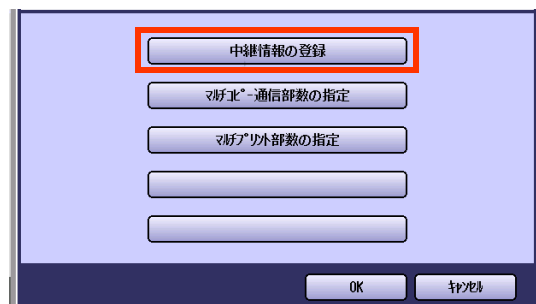 中継情報の登録
ﾏﾙﾁｺﾋﾟｰ通信部数の指定
ﾏﾙﾁﾌﾟﾘﾝﾄ部数の指定
OK
ｷｬﾝｾﾙ